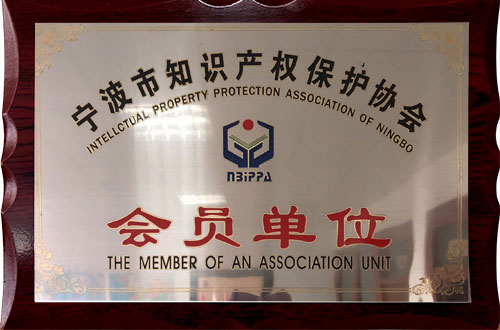 宁波市知识产权保护协会
INTELLCTUAL PROPERTY PROTECTION ASSOCIATION OF NINGBO
NBIPPA
会员单位
THE MEMBER OF AN ASSOCIATION UNIT